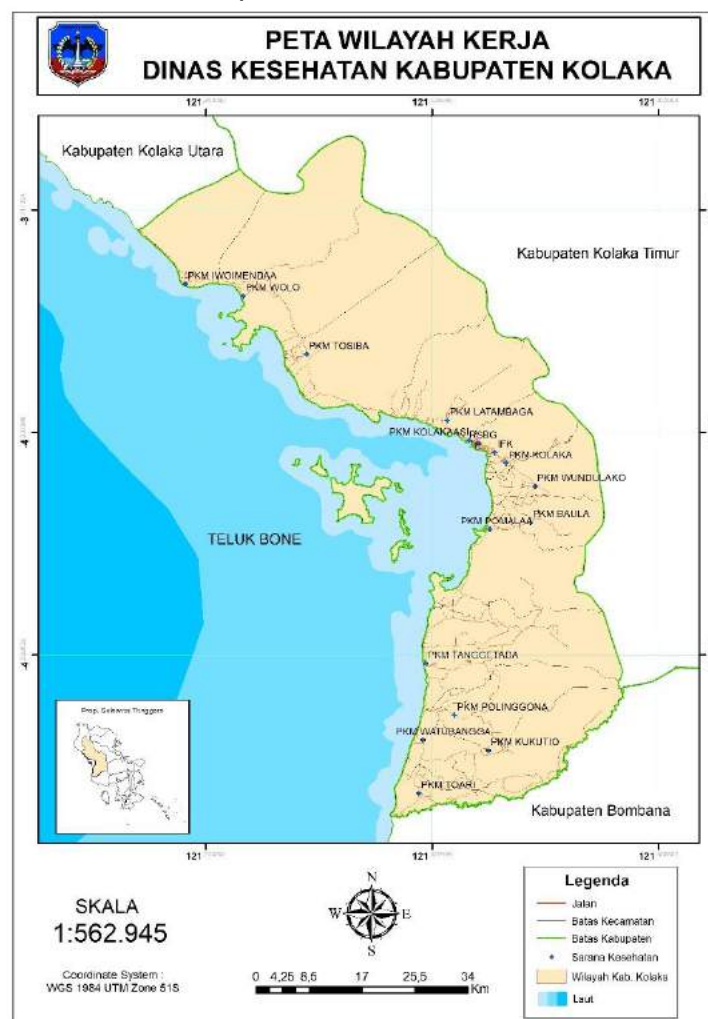 PETA WILAYAH KERJA
DINAS KESEHATAN KABUPATEN KOLAKA
121
121
121
Kabupaten Kolaka Utara
Kabupaten Kolaka Timur
PKM IWOIMENDAA
PKM WOLO
PKM TOSIBA
PKM LATAMBAGA
PKM KOLAKAASI
RSBG
IFK
PKM KOLAKA
PKM WUNDULAKO
PKM BAULA
PKM POMALAA
TELUK BONE
PKM TANGGETADA
PKM POLINGGONA
PKM WATUBANGGA
PKM KUKUTIO
PKM TOARI
Kabupaten Bombana
121
121
121
SKALA
1:562.945
Coordinate System :
WGS 1984 UTM Zone 51S
N
W E
S
0 4,25 8,5 17 25,5 34
Km
Legenda
Jalan
Batas Kecamatan
Batas Kabupaten
Sarana Kesehatan
Wilayah Kab. Kolaka
Laut